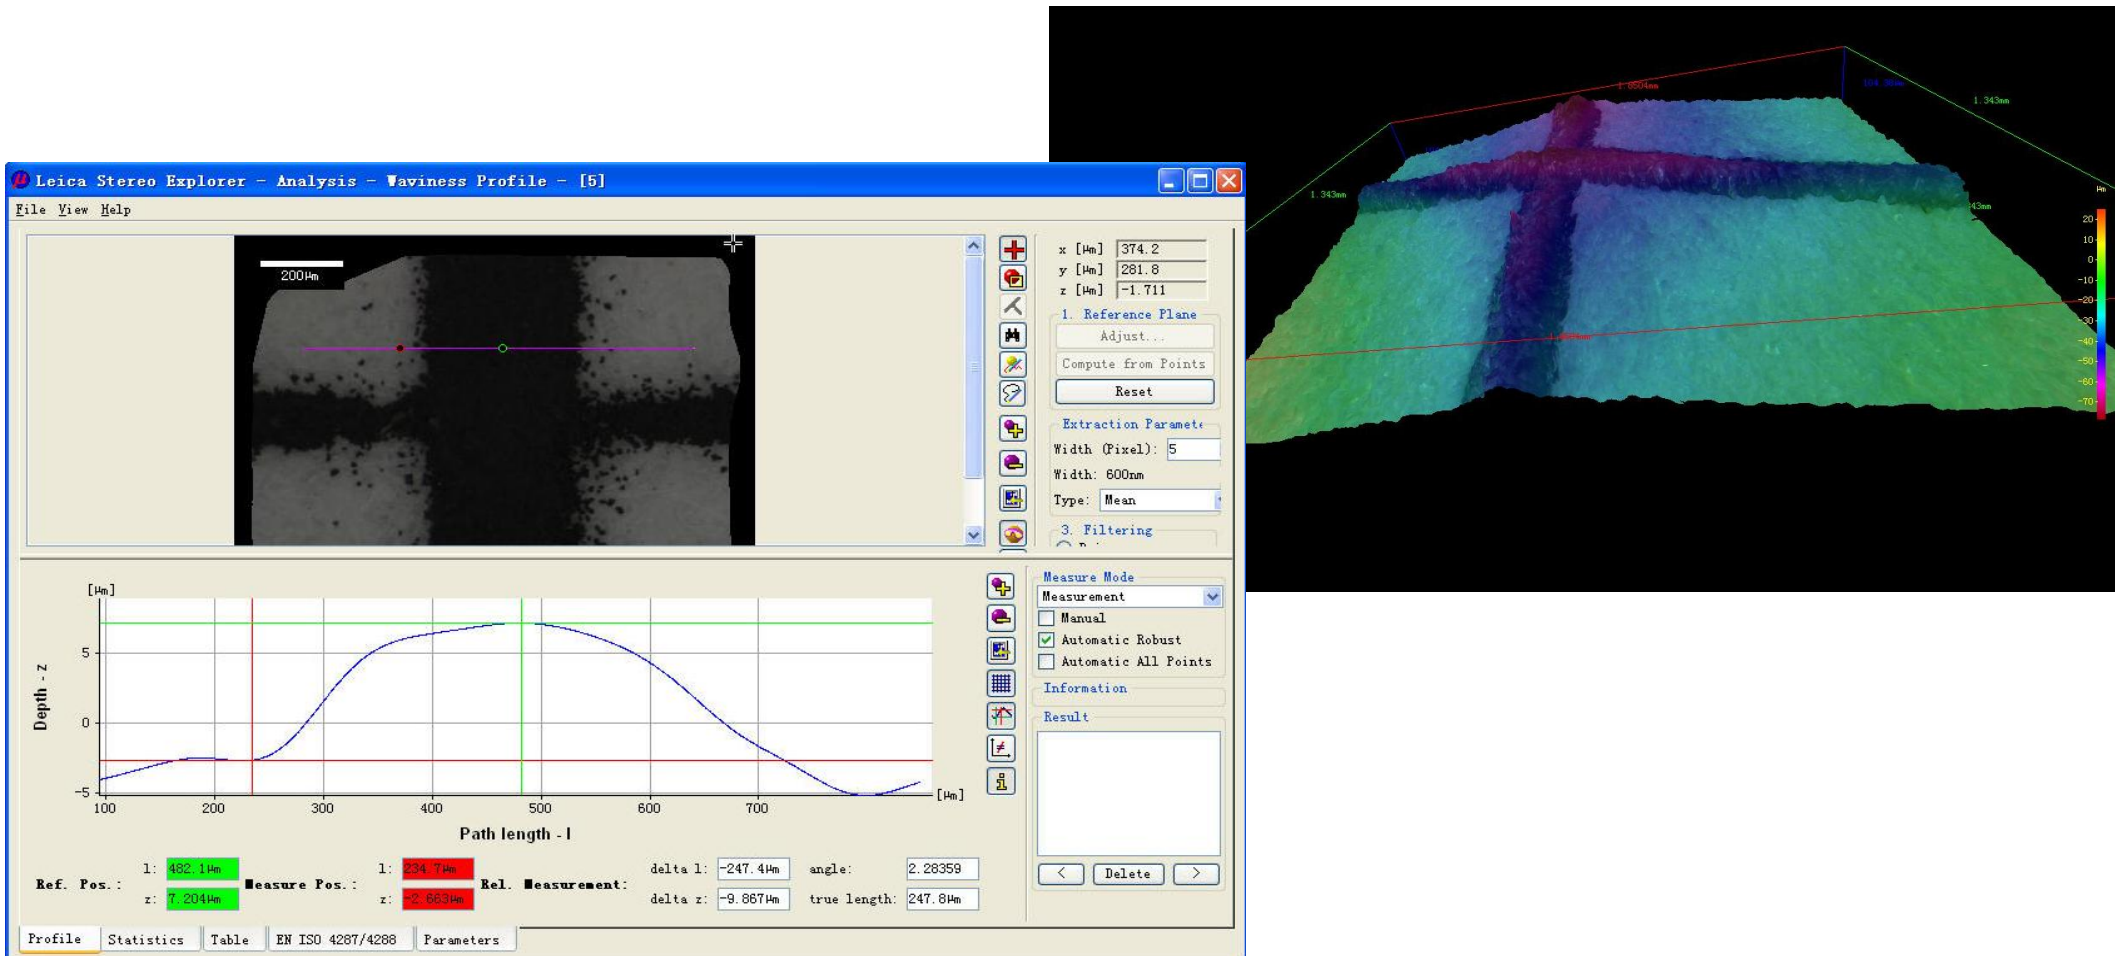 Leica Stereo Explorer - Analysis - Waviness Profile - [5]
File View Help
200µm
x [µm] 374.2
y [µm] 281.8
z [µm] -1.711
1. Reference Plane
Adjust...
Compute from Points
Reset
Extraction Paramete
Width (Pixel): 5
Width: 600nm
Type: Mean
3. Filtering
[µm]
5
0
-5
Depth - z
100 200 300 400 500 600 700
[µm]
Path length - l
Measure Mode
Measurement
Manual
Automatic Robust
Automatic All Points
Information
Result
< Delete >
Ref. Pos.:
l: 482.1µm
z: 7.204µm
Measure Pos.:
l: 234.7µm
z: -2.663µm
Rel. Measurement:
delta l: -247.4µm
delta z: -9.867µm
angle: 2.28359
true length: 247.8µm
Profile Statistics Table EN ISO 4287/4288 Parameters
1.8504mm
1.343mm
1.343mm
43mm
µm
20
10
0
-10
-20
-30
-40
-50
-60
-70